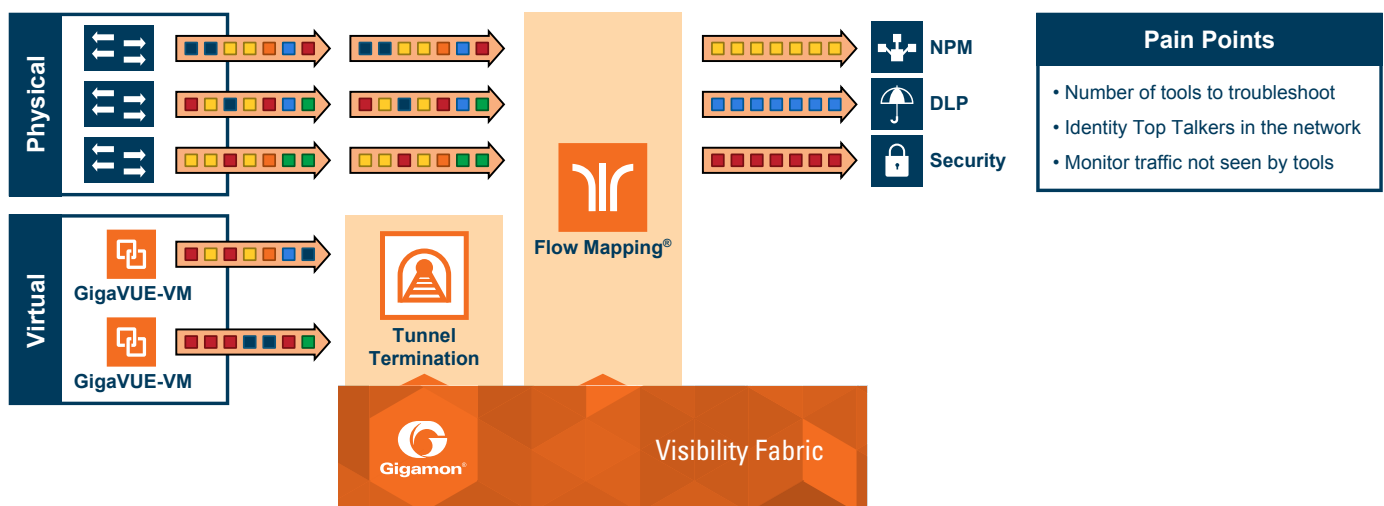 Physical
NPM
DLP
Security
Pain Points
• Number of tools to troubleshoot
• Identity Top Talkers in the network
• Monitor traffic not seen by tools
Virtual
GigaVUE-VM
GigaVUE-VM
Tunnel
Termination
Flow Mapping®
Gigamon®
Visibility Fabric